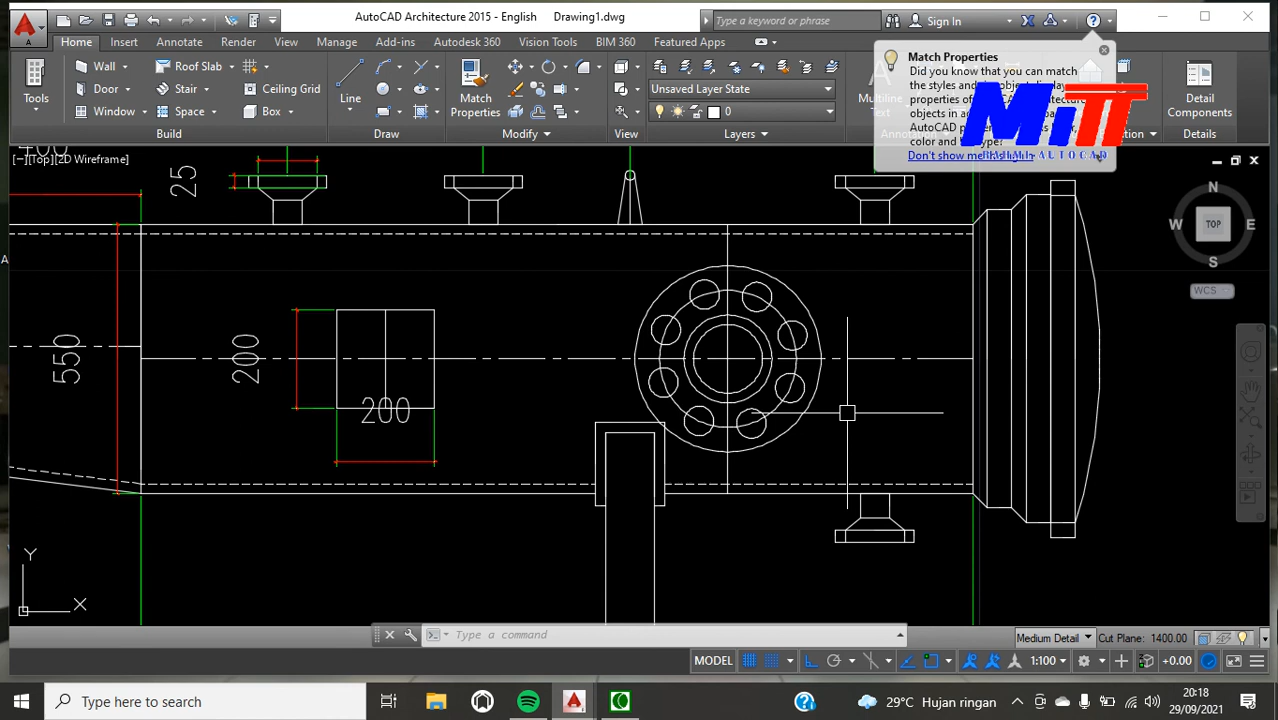 AutoCAD Architecture 2015 - English Drawing1.dwg
Type a keyword or phrase
Sign In
Home Insert Annotate Render View Manage Add-ins Autodesk 360 Vision Tools BIM 360 Featured Apps
Tools
Wall
Door
Window
Roof Slab
Stair
Space
Ceiling Grid
Box
Build
Line
Draw
Match
Properties
Modify
View
Unsaved Layer State
0
Layers
Multiline
Text
Detail
Components
Details
Match Properties
Did you know that you can match
the styles and
properties of
objects in
AutoCAD
color and
Don't show me
MITT
AUTOCAD
[−][Top][2D Wireframe]
25
550
200
200
N
W
TOP
E
S
WCS
Y
X
A
Type a command
Medium Detail
Cut Plane: 1400.00
MODEL
1:100
+0.00
Type here to search
29°C Hujan ringan
20:18
29/09/2021